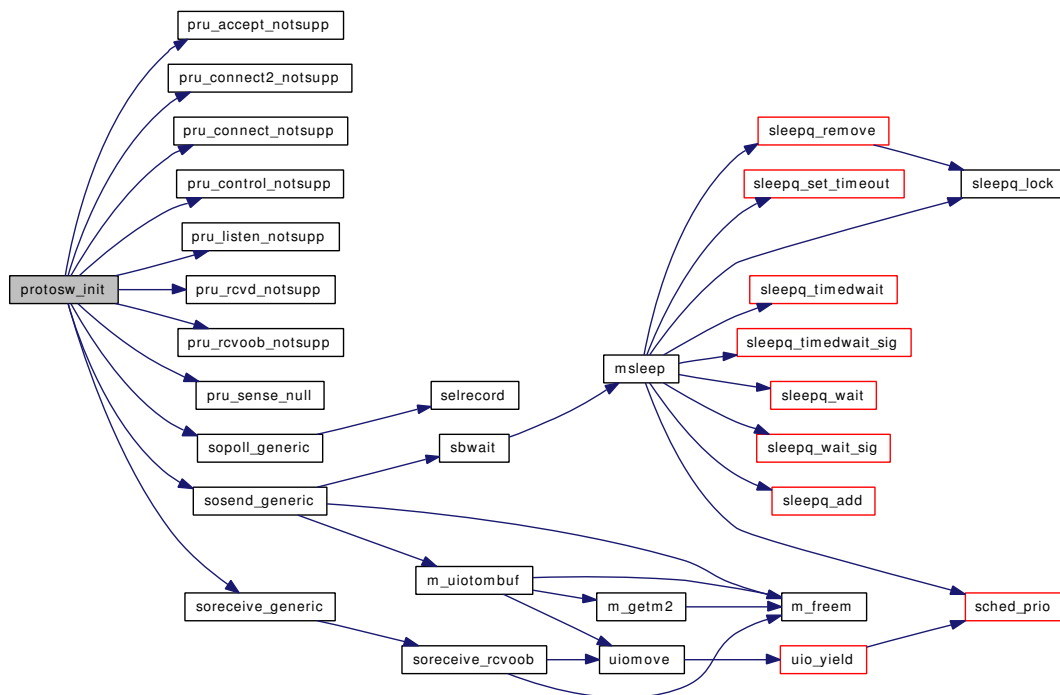 pru_accept_notsupp
pru_connect2_notsupp
pru_connect_notsupp
sleepq_remove
pru_control_notsupp
sleepq_set_timeout
sleepq_lock
pru_listen_notsupp
protosw_init
pru_rcvd_notsupp
sleepq_timedwait
pru_rcvoob_notsupp
sleepq_timedwait_sig
msleep
pru_sense_null
selrecord
sleepq_wait
sopoll_generic
sbwait
sleepq_wait_sig
sosend_generic
sleepq_add
m_uiotombuf
soreceive_generic
m_getm2
m_freem
sched_prio
soreceive_rcvoob
uiomove
uio_yield